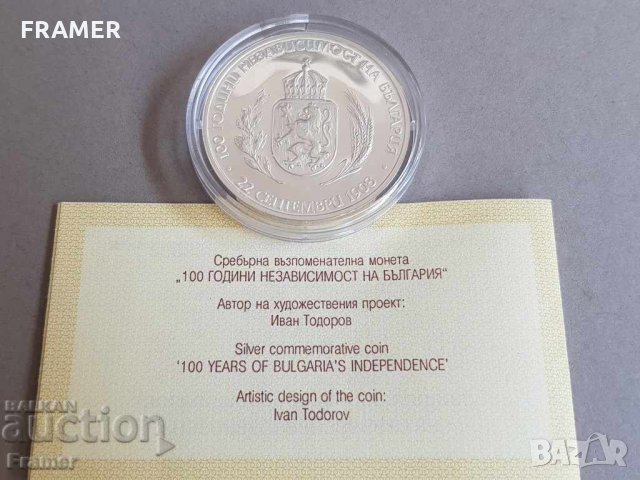 FRAMER
100 ГОДИНИ НЕЗАВИСИМОСТ НА БЪЛГАРИЯ
22 СЕПТЕМВРИ 1908
Сребърна възпоменателна монета
„100 ГОДИНИ НЕЗАВИСИМОСТ НА БЪЛГАРИЯ“
Автор на художествения проект:
Иван Тодоров
Silver commemorative coin
'100 YEARS OF BULGARIA'S INDEPENDENCE'
Artistic design of the coin:
Ivan Todorov
БАЛКАН
auction
Framer
BAZAR